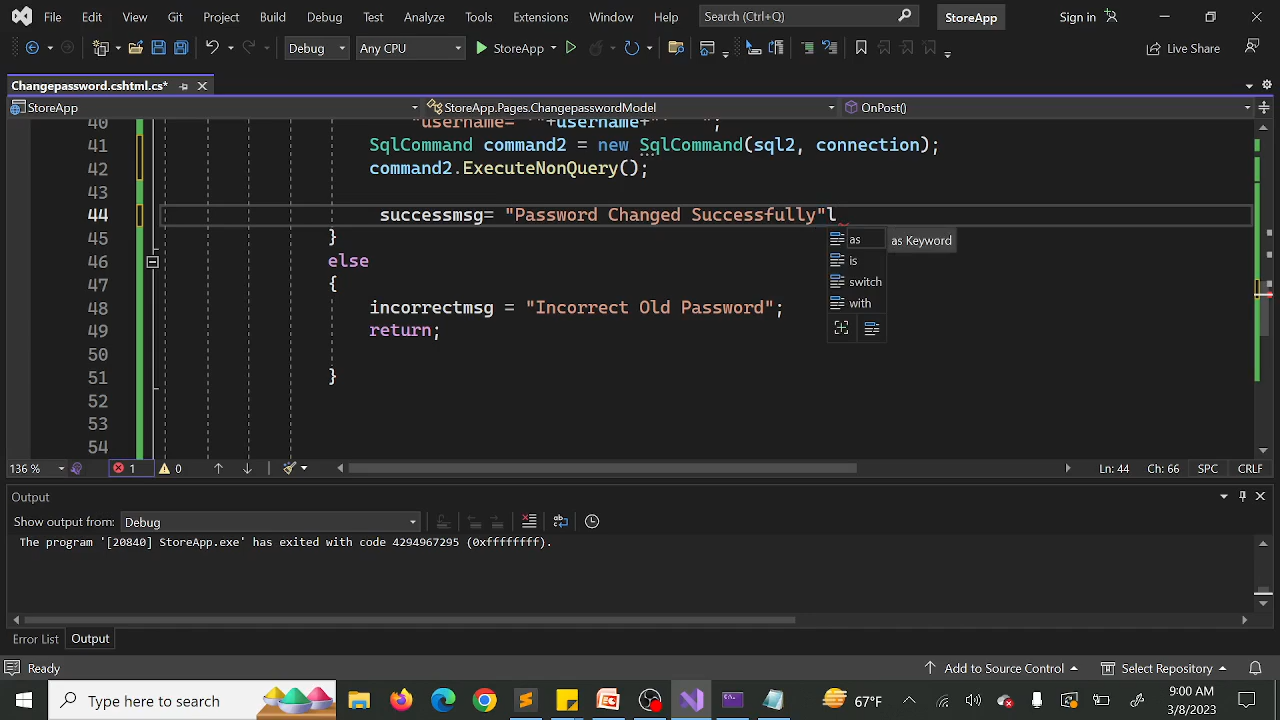 File Edit View Git Project Build Debug Test Analyze Tools Extensions Window Help Search (Ctrl+Q) StoreApp Sign in
Debug Any CPU StoreApp Live Share
Changepassword.cshtml.cs*
StoreApp StoreApp.Pages.ChangepasswordModel OnPost()
40 "username= '"+username+"' ";
41 SqlCommand command2 = new SqlCommand(sql2, connection);
42 command2.ExecuteNonQuery();
43
44 successmsg= "Password Changed Successfully"l
45 }
as as Keyword
46 else
is
47 {
switch
48 incorrectmsg = "Incorrect Old Password";
with
49 return;
50
51 }
52
53
54
136 % 1 0 Ln: 44 Ch: 66 SPC CRLF
Output
Show output from: Debug
The program '[20840] StoreApp.exe' has exited with code 4294967295 (0xffffffff).
Error List Output
Ready Add to Source Control Select Repository
Type here to search 67°F 3:00 AM
3/8/2023